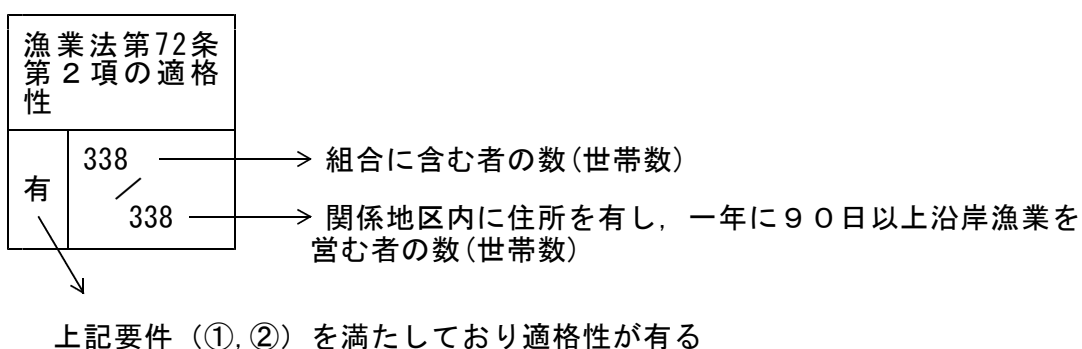 漁業法第72条
第２項の適格
性
有
338
／
338
組合に含む者の数(世帯数)
関係地区内に住所を有し，一年に９０日以上沿岸漁業を
営む者の数(世帯数)
上記要件（①,②）を満たしており適格性が有る